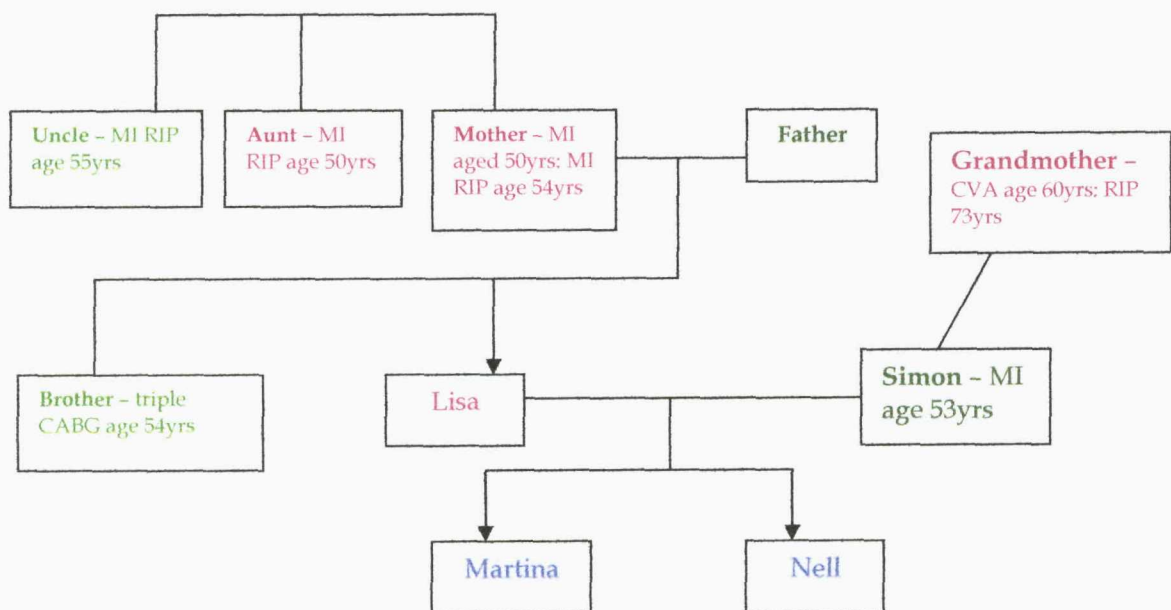 Uncle – MI RIP
age 55yrs
Aunt – MI
RIP age 50yrs
Mother – MI
aged 50yrs: MI
RIP age 54yrs
Father
Grandmother –
CVA age 60yrs: RIP
73yrs
Brother – triple
CABG age 54yrs
Lisa
Simon – MI
age 53yrs
Martina
Nell